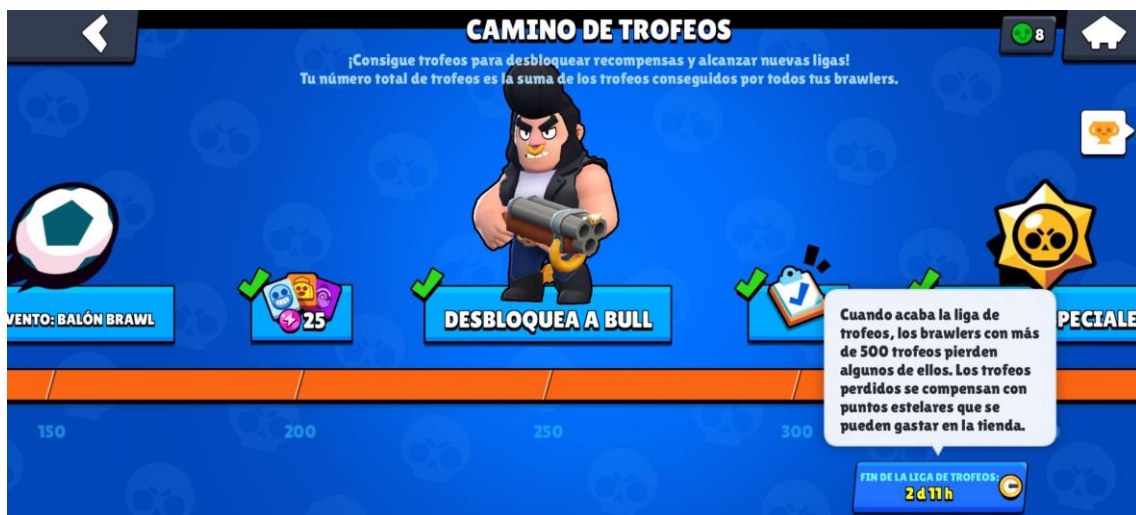 CAMINO DE TROFEOS
8
¡Consigue trofeos para desbloquear recompensas y alcanzar nuevas ligas!
Tu número total de trofeos es la suma de los trofeos conseguidos por todos tus brawlers.
VENTO: BALÓN BRAWL
25
DESBLOQUEA A BULL
PECIALE
Cuando acaba la liga de
trofeos, los brawlers con más
de 500 trofeos pierden
algunos de ellos. Los trofeos
perdidos se compensan con
puntos estelares que se
pueden gastar en la tienda.
150
200
250
300
FIN DE LA LIGA DE TROFEOS:
2 d 11 h